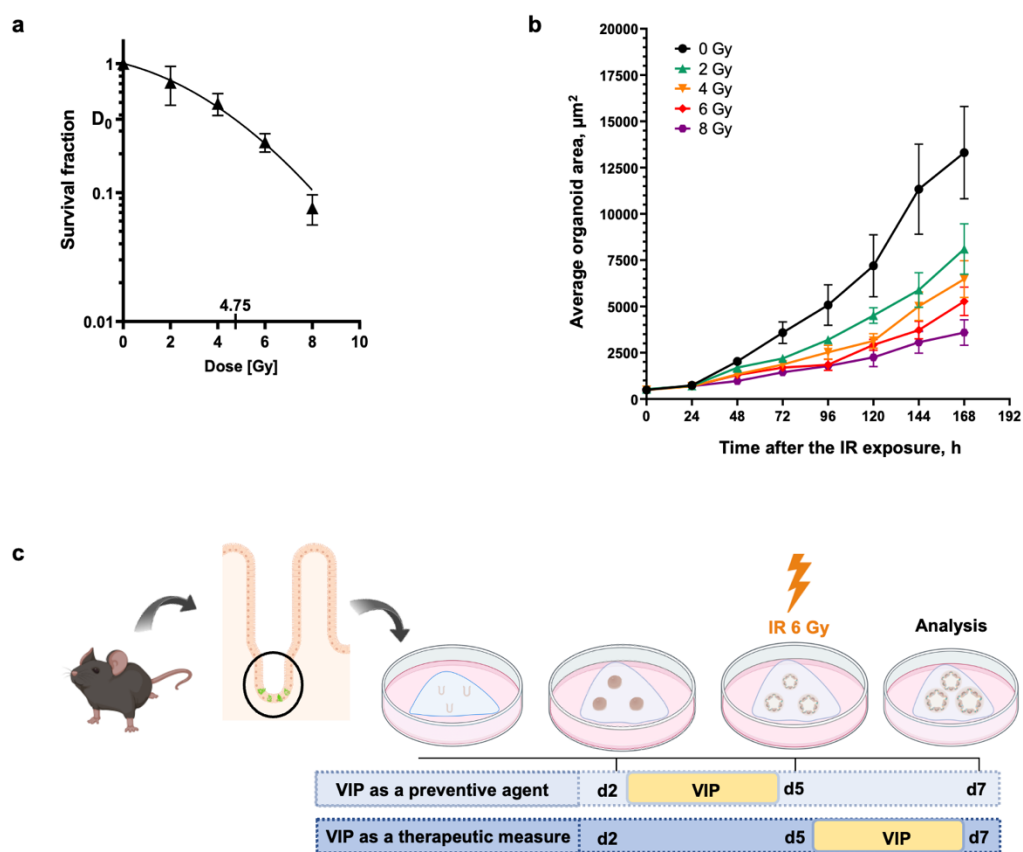 a
Survival fraction
1
D₀
0.1
0.01
4.75
0 2 4 6 8 10
Dose [Gy]
b
Average organoid area, µm²
20000
17500
15000
12500
10000
7500
5000
2500
0
0 Gy
2 Gy
4 Gy
6 Gy
8 Gy
0 24 48 72 96 120 144 168 192
Time after the IR exposure, h
c
IR 6 Gy
Analysis
VIP as a preventive agent d2 VIP d5 d7
VIP as a therapeutic measure d2 d5 VIP d7